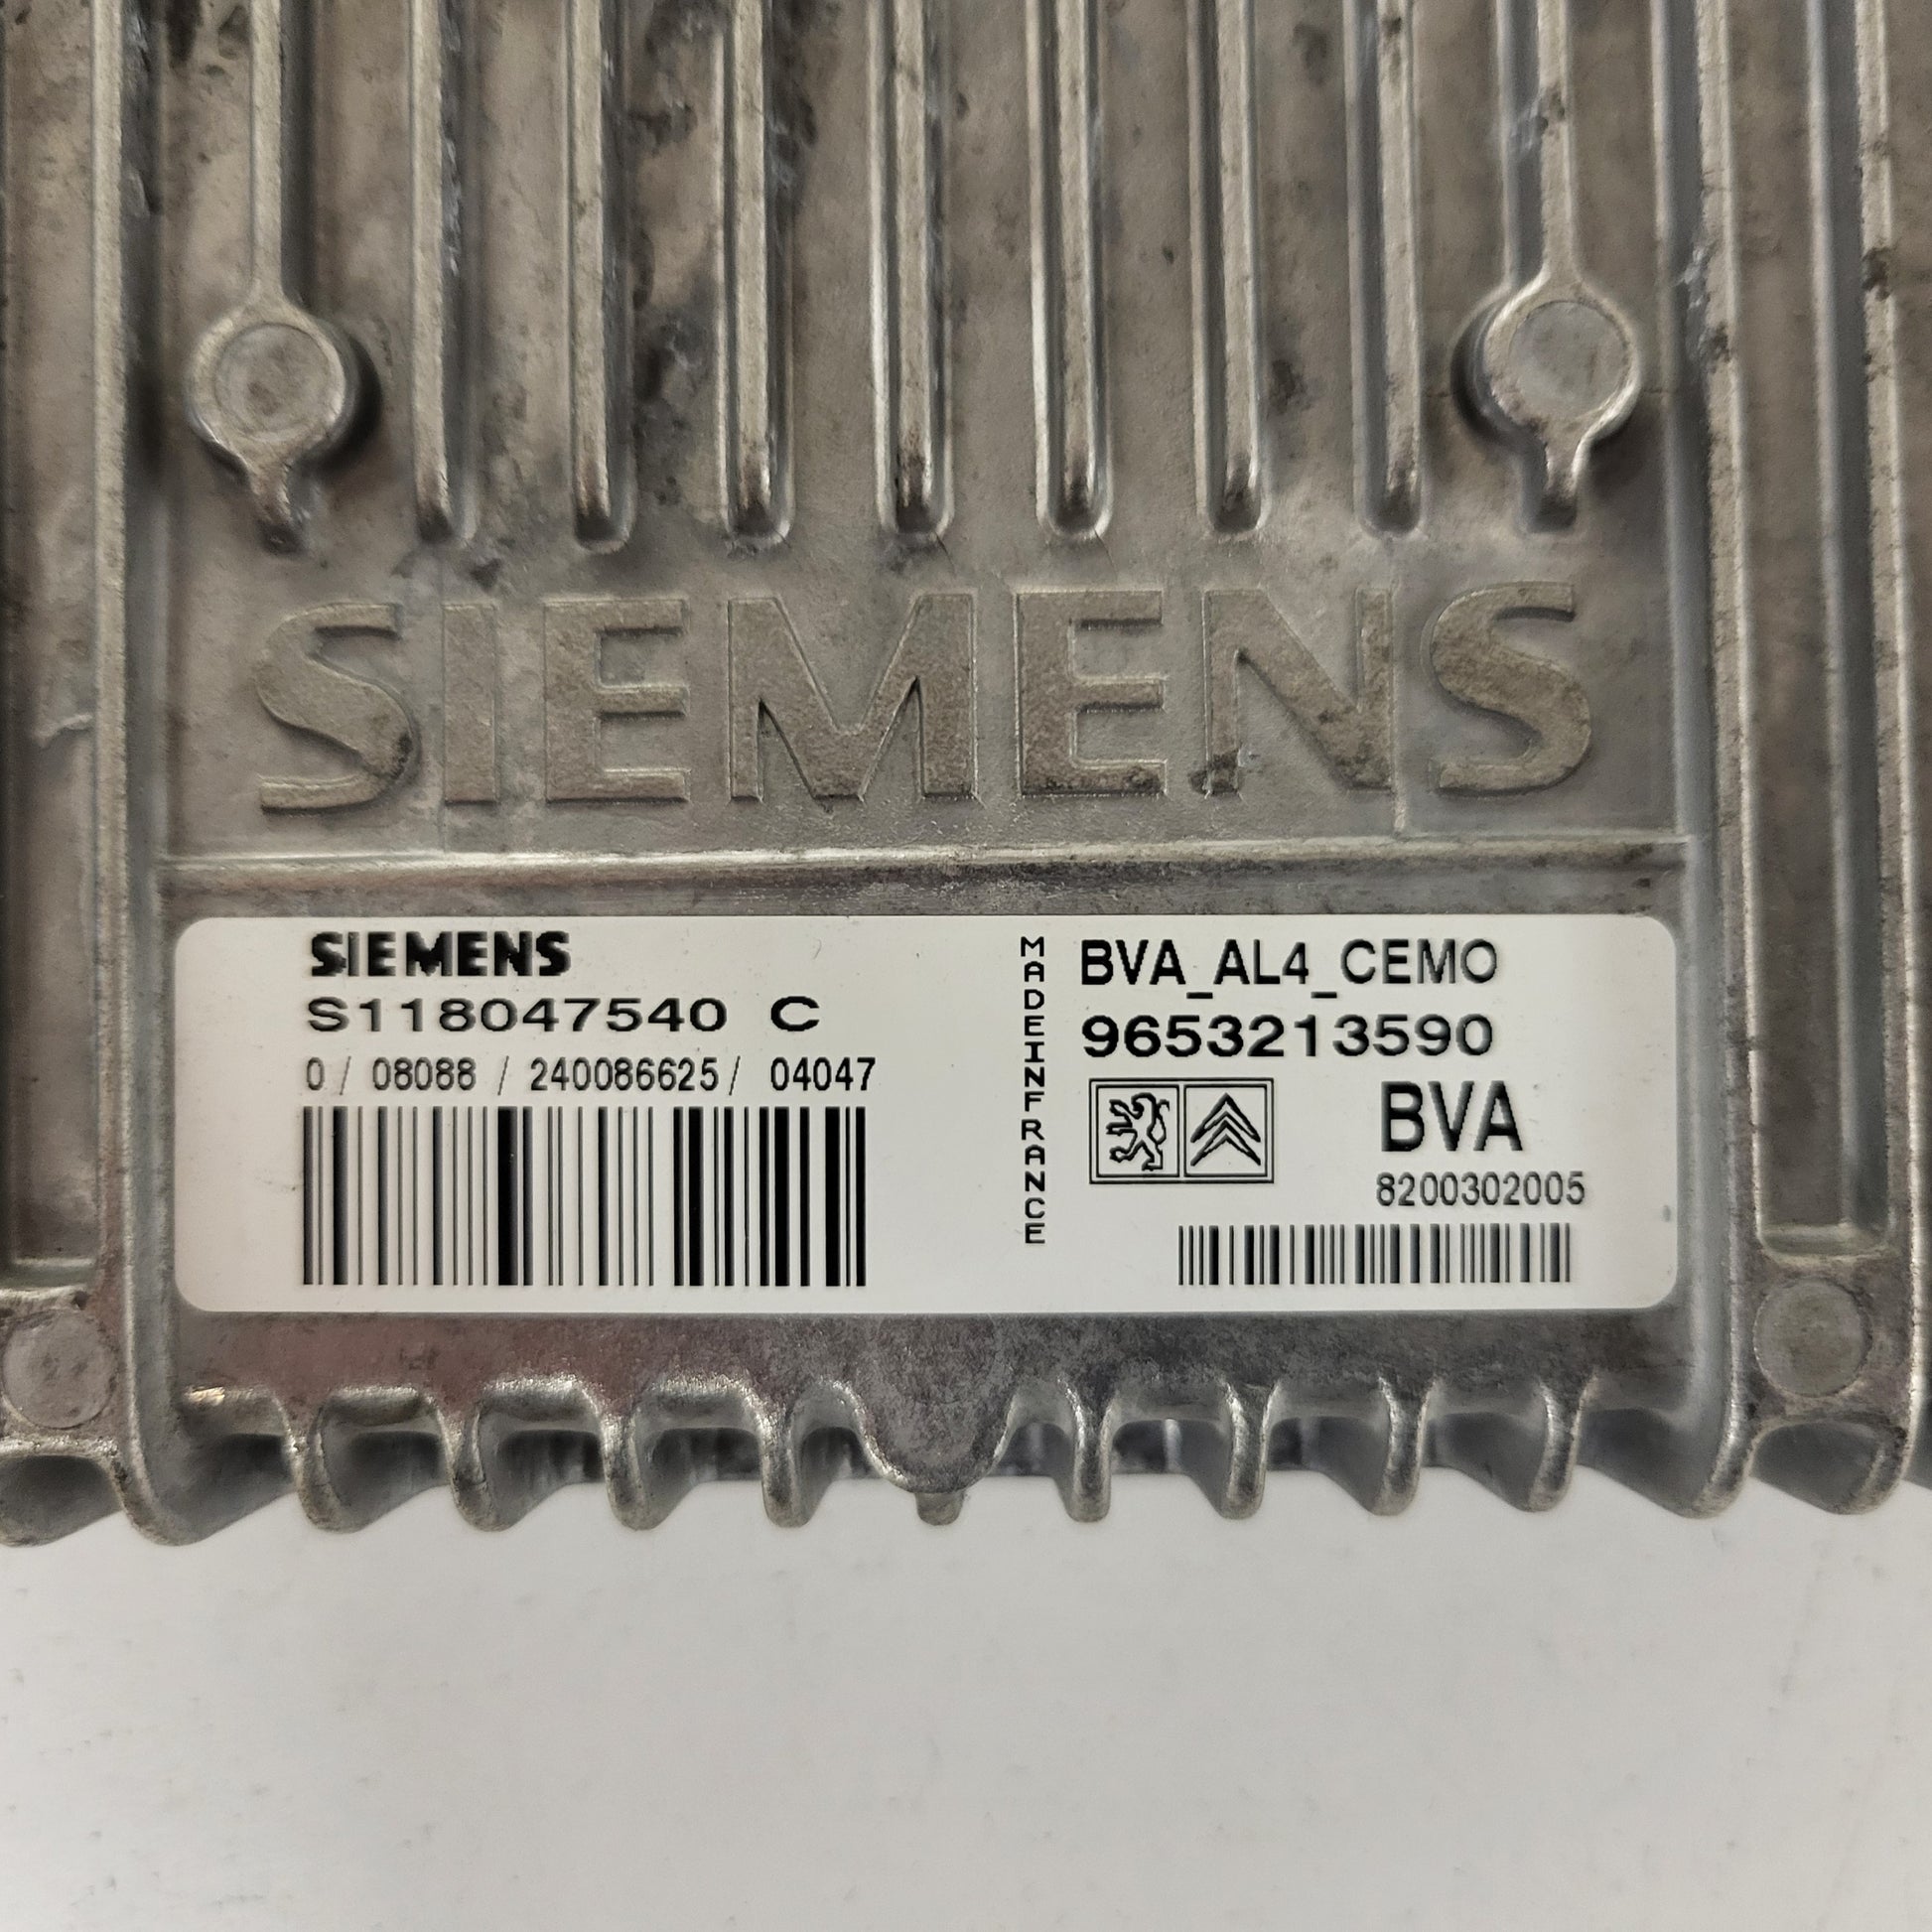 SIEMENS
SIEMENS
S118047540 C
0 / 08088 / 240086625 / 04047
MADEINFRANCE
BVA_AL4_CEMO
9653213590
BVA
8200302005